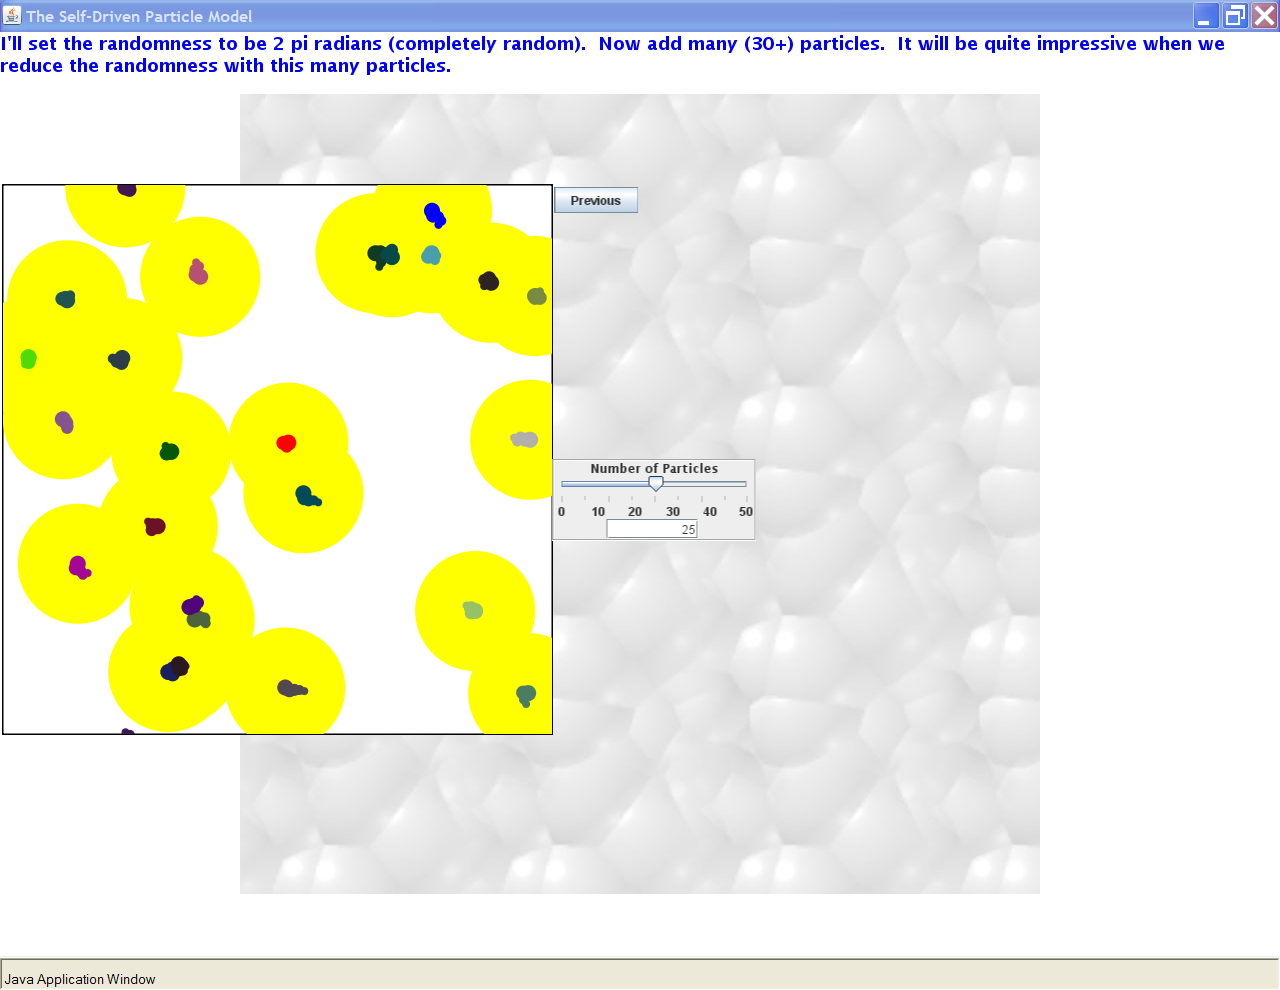 The Self-Driven Particle Model
I'll set the randomness to be 2 pi radians (completely random).  Now add many (30+) particles.  It will be quite impressive when we
reduce the randomness with this many particles.
Previous
Number of Particles
0 10 20 30 40 50
25
Java Application Window